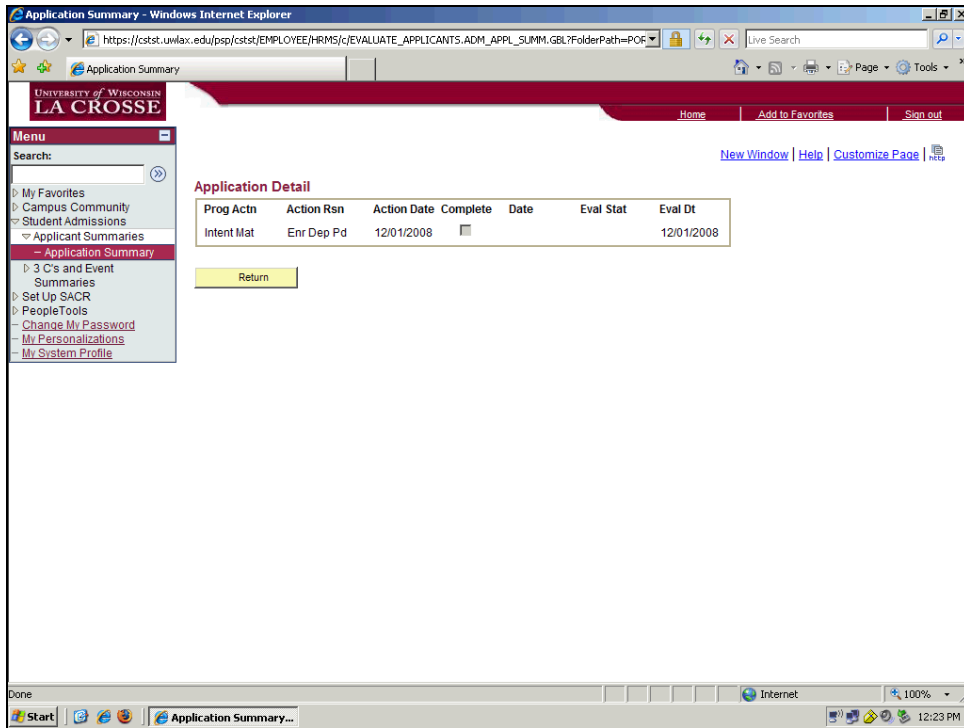 Application Summary - Windows Internet Explorer
https://cstst.uwlax.edu/psp/cstst/EMPLOYEE/HRMS/c/EVALUATE_APPLICANTS.ADM_APPL_SUMM.GBL?FolderPath=POF
Live Search
Application Summary
Page
Tools
UNIVERSITY of WISCONSIN
LA CROSSE
Home
Add to Favorites
Sign out
Menu
Search:
My Favorites
Campus Community
Student Admissions
Applicant Summaries
– Application Summary
3 C's and Event
Summaries
Set Up SACR
PeopleTools
– Change My Password
– My Personalizations
– My System Profile
New Window | Help | Customize Page |
http
Application Detail
Prog Actn Action Rsn Action Date Complete Date Eval Stat Eval Dt
Intent Mat Enr Dep Pd 12/01/2008 12/01/2008
Return
Done
Internet
100%
Start
Application Summary...
12:23 PM